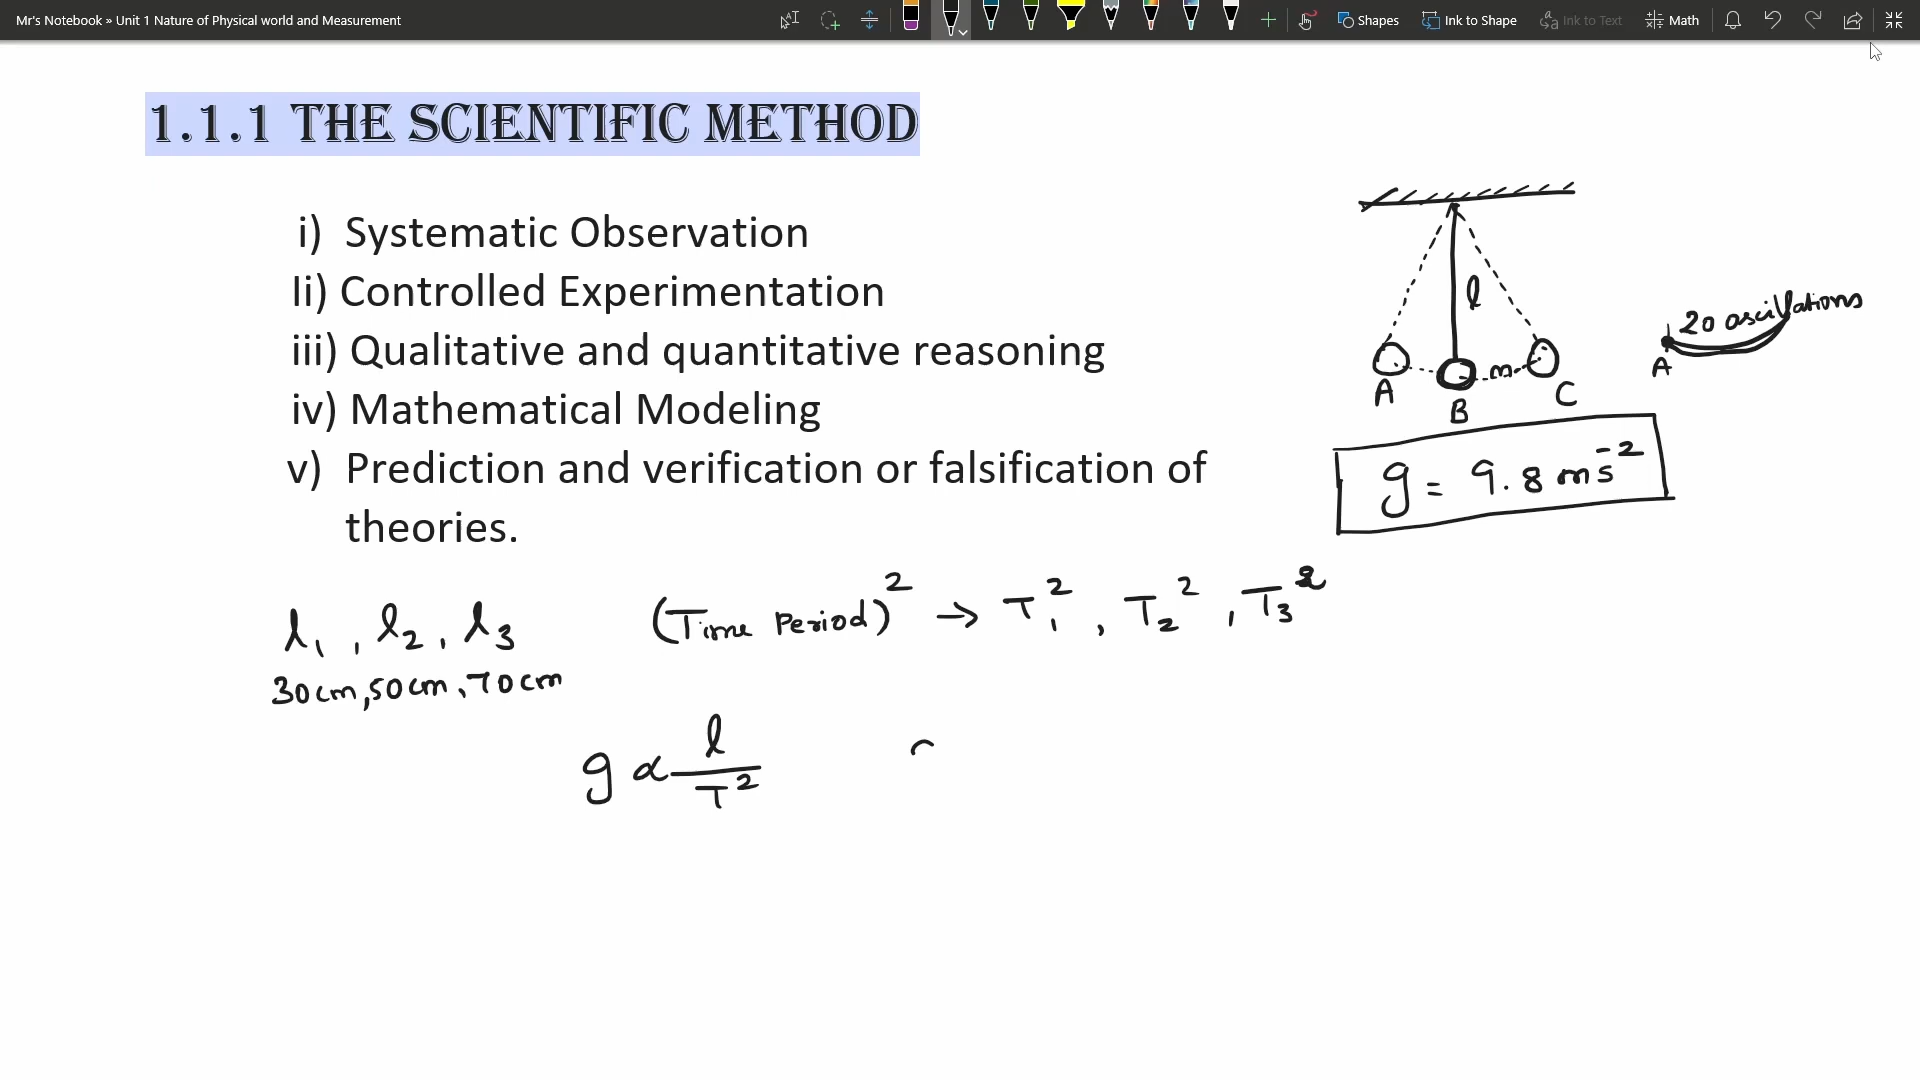 Mr's Notebook » Unit 1 Nature of Physical world and Measurement
Shapes
Ink to Shape
Ink to Text
Math
1.1.1 THE SCIENTIFIC METHOD
i) Systematic Observation
Ii) Controlled Experimentation
iii) Qualitative and quantitative reasoning
iv) Mathematical Modeling
v) Prediction and verification or falsification of
theories.
l
20 oscillations
A
A
B
m
C
g = 9.8 ms⁻²
l₁, l₂, l₃
(Time Period)² → T₁², T₂², T₃²
30cm, 50cm, 70cm
g ∝ l/T²